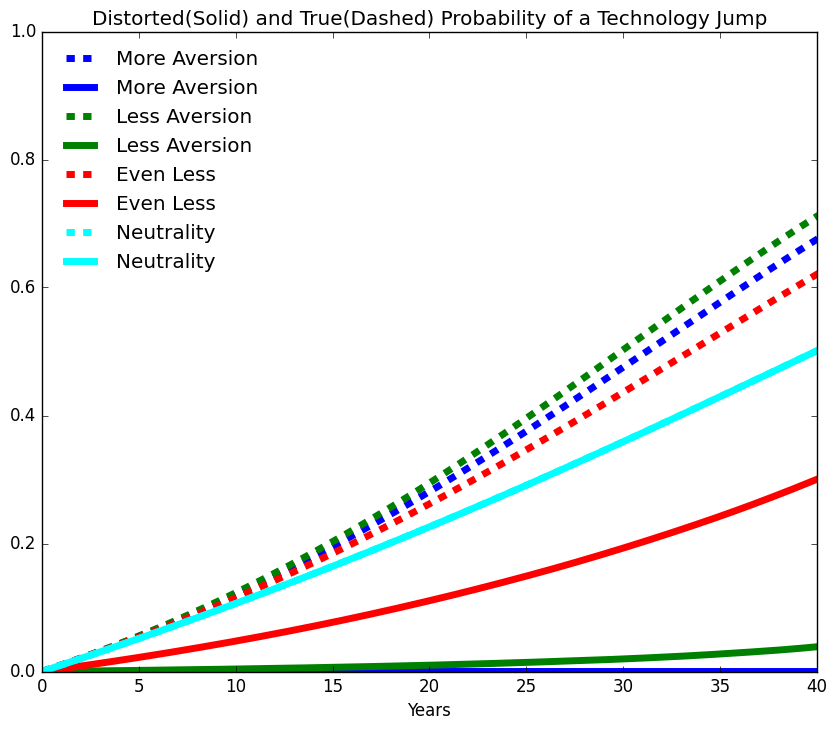 Distorted(Solid) and True(Dashed) Probability of a Technology Jump
1.0
0.8
0.6
0.4
0.2
0.0
More Aversion
More Aversion
Less Aversion
Less Aversion
Even Less
Even Less
Neutrality
Neutrality
0 5 10 15 20 25 30 35 40
Years